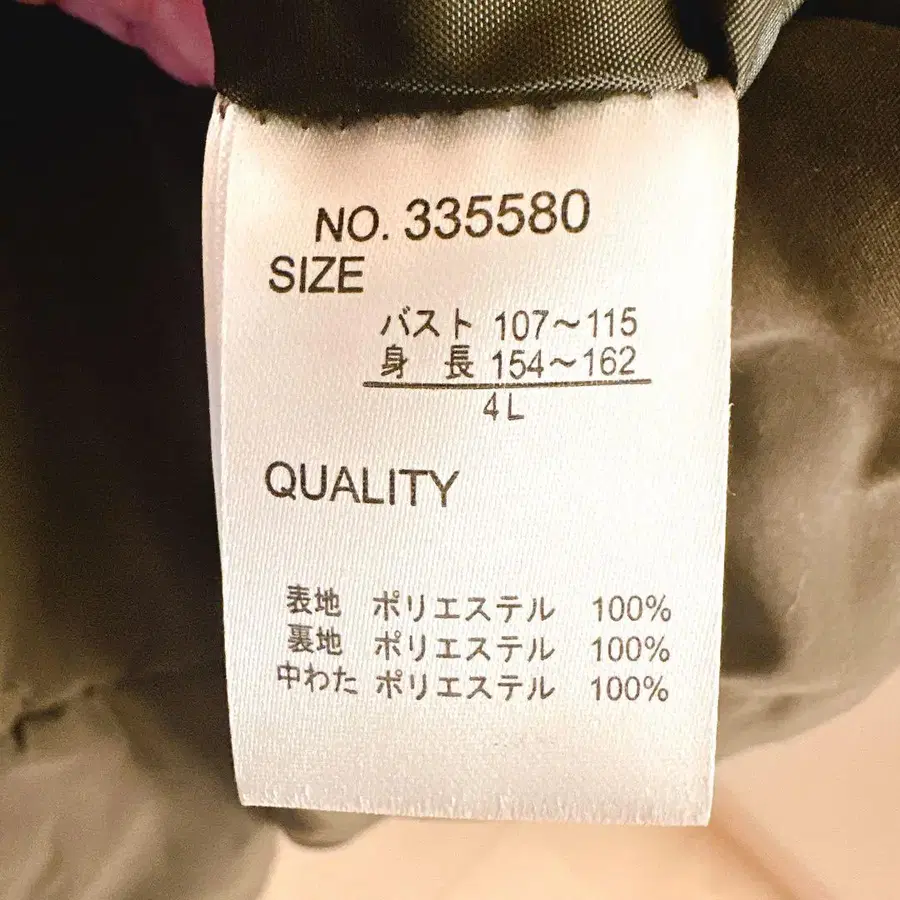 NO. 335580
SIZE
バスト 107～115
身 長 154～162
4L
QUALITY
表地 ポリエステル 100%
裏地 ポリエステル 100%
中わた ポリエステル 100%